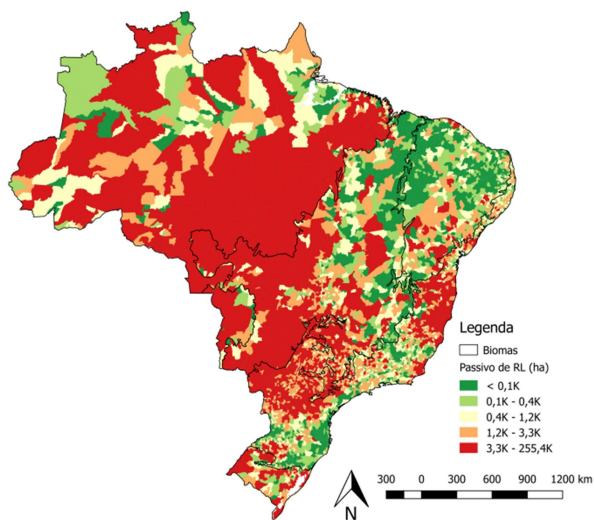 Legenda
Biomas
Passivo de RL (ha)
< 0,1K
0,1K - 0,4K
0,4K - 1,2K
1,2K - 3,3K
3,3K - 255,4K
N
300 0 300 600 900 1200 km